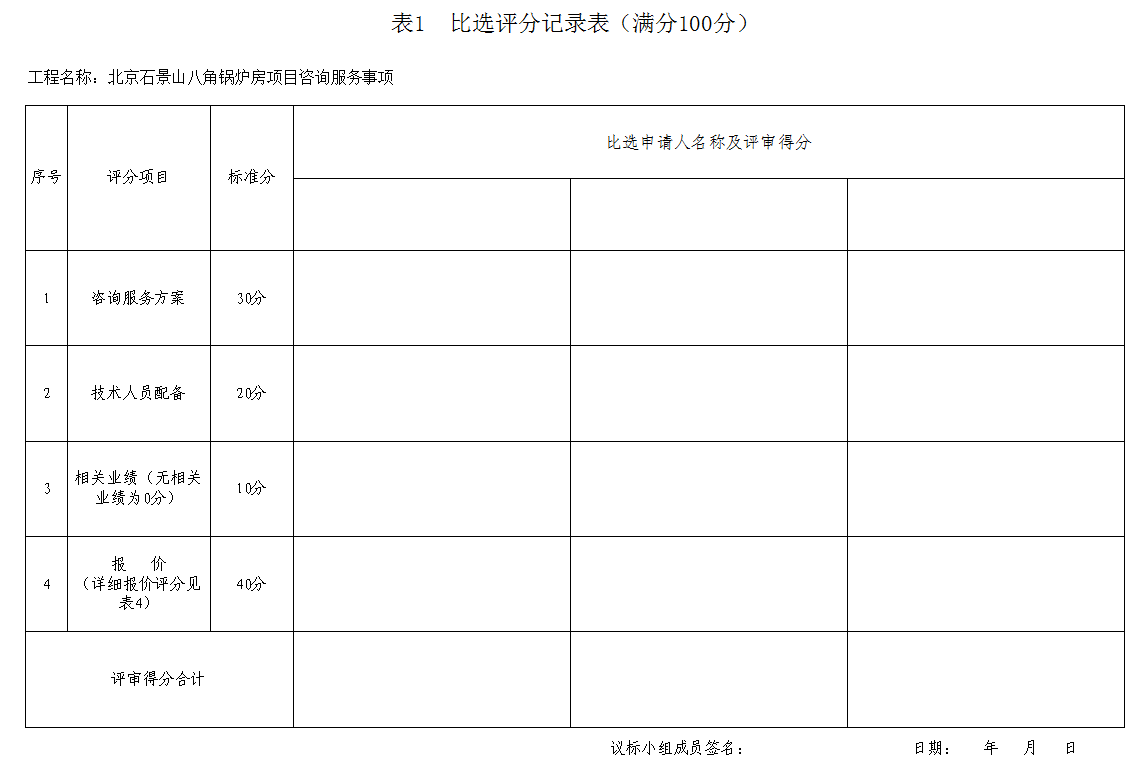 表1 比选评分记录表（满分100分）
工程名称：北京石景山八角锅炉房项目咨询服务事项
序号 评分项目 标准分 比选申请人名称及评审得分
1 咨询服务方案 30分
2 技术人员配备 20分
3 相关业绩（无相关
业绩为0分） 10分
4 报 价
（详细报价评分见
表4） 40分
评审得分合计
议标小组成员签名： 日期： 年 月 日